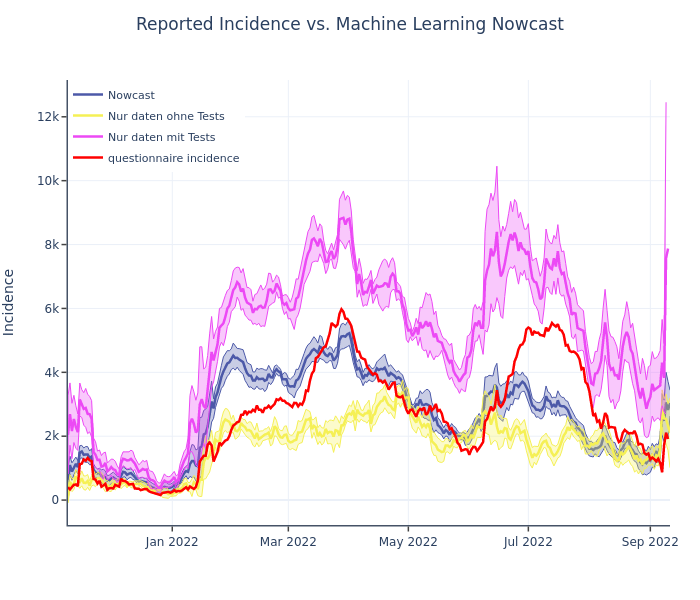 Reported Incidence vs. Machine Learning Nowcast
Nowcast
Nur daten ohne Tests
Nur daten mit Tests
questionnaire incidence
Incidence
12k
10k
8k
6k
4k
2k
0
Jan 2022
Mar 2022
May 2022
Jul 2022
Sep 2022